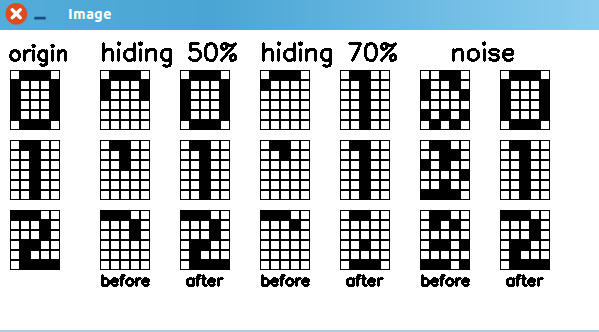 Image
origin hiding 50% hiding 70% noise
before after before after before after